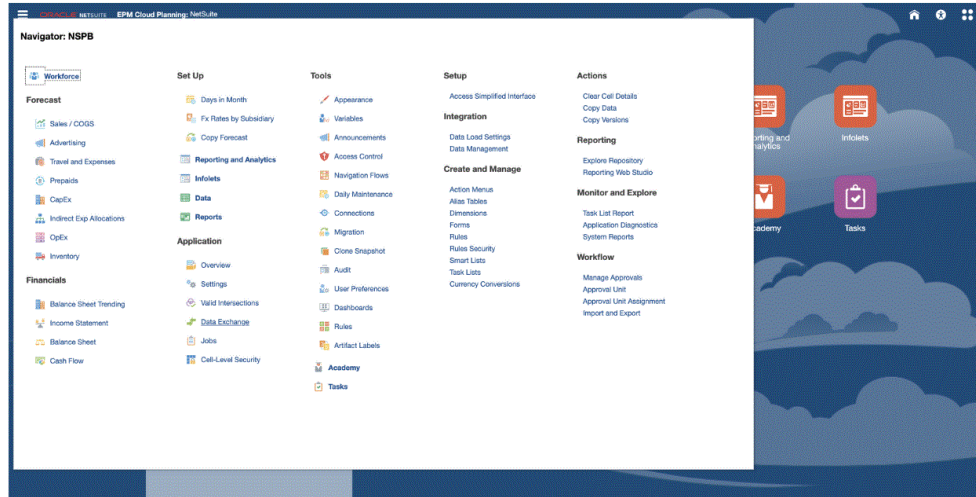 ORACLE NETSUITE EPM Cloud Planning: NetSuite
Navigator: NSPB
Workforce
Forecast
Sales / COGS
Advertising
Travel and Expenses
Prepaids
CapEx
Indirect Exp Allocations
OpEx
Inventory
Financials
Balance Sheet Trending
Income Statement
Balance Sheet
Cash Flow
Set Up
Days in Month
Fx Rates by Subsidiary
Copy Forecast
Reporting and Analytics
Infolets
Data
Reports
Application
Overview
Settings
Valid Intersections
Data Exchange
Jobs
Cell-Level Security
Tools
Appearance
Variables
Announcements
Access Control
Navigation Flows
Daily Maintenance
Connections
Migration
Clone Snapshot
Audit
User Preferences
Dashboards
Rules
Artifact Labels
Academy
Tasks
Setup
Access Simplified Interface
Integration
Data Load Settings
Data Management
Create and Manage
Action Menus
Alias Tables
Dimensions
Forms
Rules
Rules Security
Smart Lists
Task Lists
Currency Conversions
Actions
Clear Cell Details
Copy Data
Copy Versions
Reporting
Explore Repository
Reporting Web Studio
Monitor and Explore
Task List Report
Application Diagnostics
System Reports
Workflow
Manage Approvals
Approval Unit
Approval Unit Assignment
Import and Export
orting and
nalytics
Infolets
cademy
Tasks